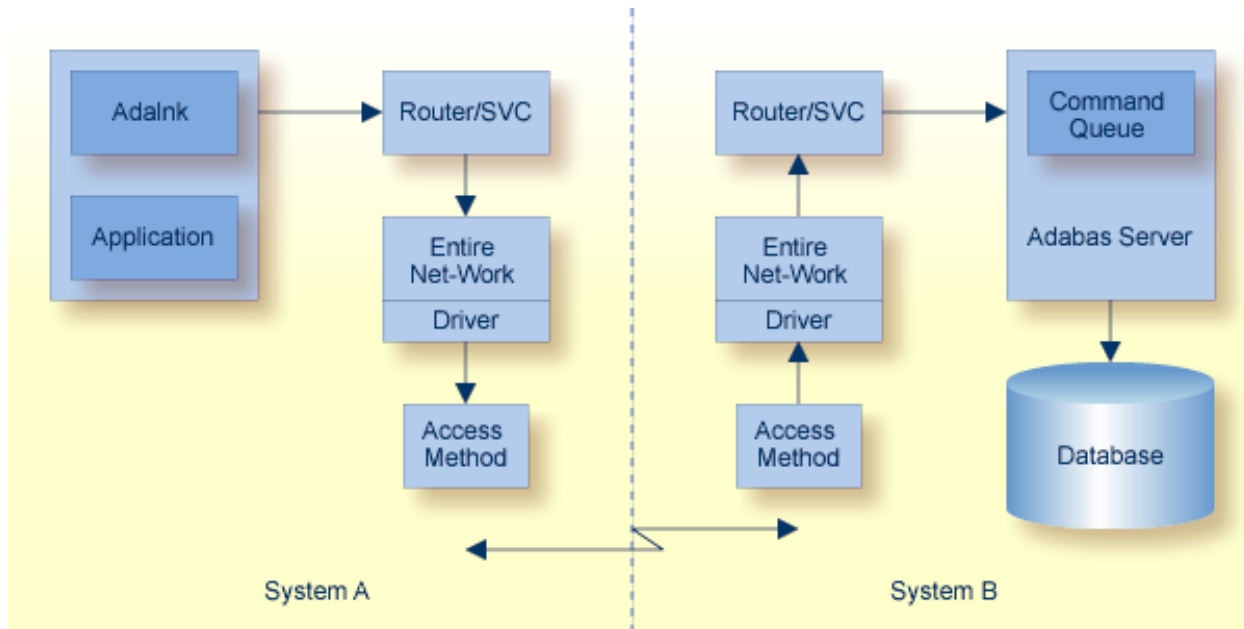 Adalnk
Application
Router/SVC
Entire
Net-Work
Driver
Access
Method
System A
Router/SVC
Entire
Net-Work
Driver
Access
Method
Command
Queue
Adabas Server
Database
System B